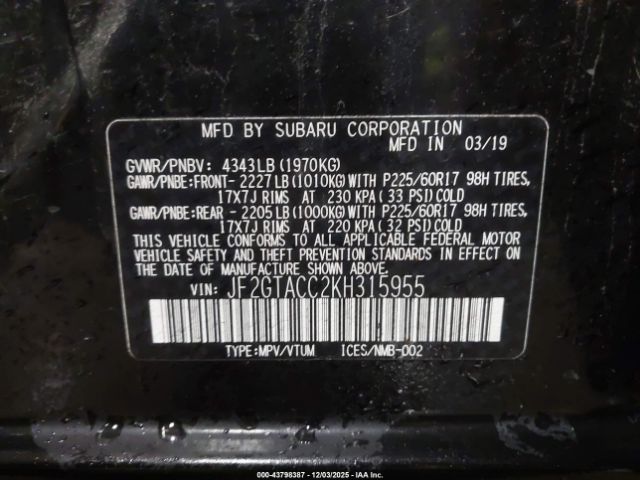 MFD BY SUBARU CORPORATION
MFD IN 03/19
GVWR/PNBV: 4343LB (1970KG)
GAWR/PNBE:FRONT- 2227 LB (1010KG) WITH P225/60R17 98H TIRES,
17X7J RIMS AT 230 KPA (33 PSI) COLD
GAWR/PNBE:REAR - 2205 LB (1000KG) WITH P225/60R17 98H TIRES,
17X7J RIMS AT 220 KPA (32 PSI) COLD
THIS VEHICLE CONFORMS TO ALL APPLICABLE FEDERAL MOTOR
VEHICLE SAFETY AND THEFT PREVENTION STANDARDS IN EFFECT
ON THE DATE OF MANUFACTURE SHOWN ABOVE.
VIN: JF2GTACC2KH315955
TYPE:MPV/VTUM ICES/NMB-002
000-43798387 - 12/03/2025 - IAAI.COM